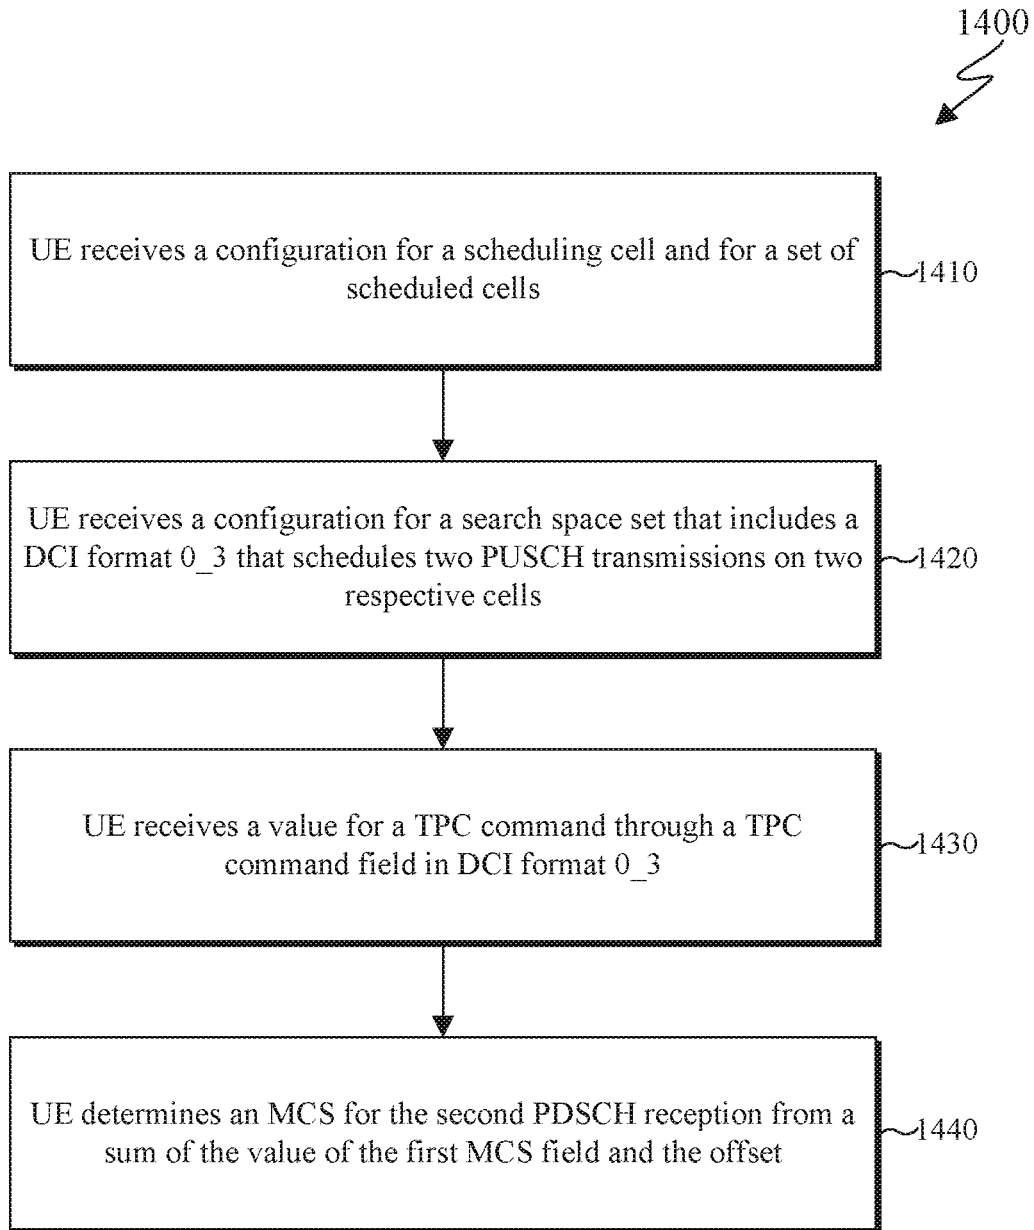 1400
UE receives a configuration for a scheduling cell and for a set of
scheduled cells
1410
UE receives a configuration for a search space set that includes a
DCI format 0_3 that schedules two PUSCH transmissions on two
respective cells
1420
UE receives a value for a TPC command through a TPC
command field in DCI format 0_3
1430
UE determines an MCS for the second PDSCH reception from a
sum of the value of the first MCS field and the offset
1440